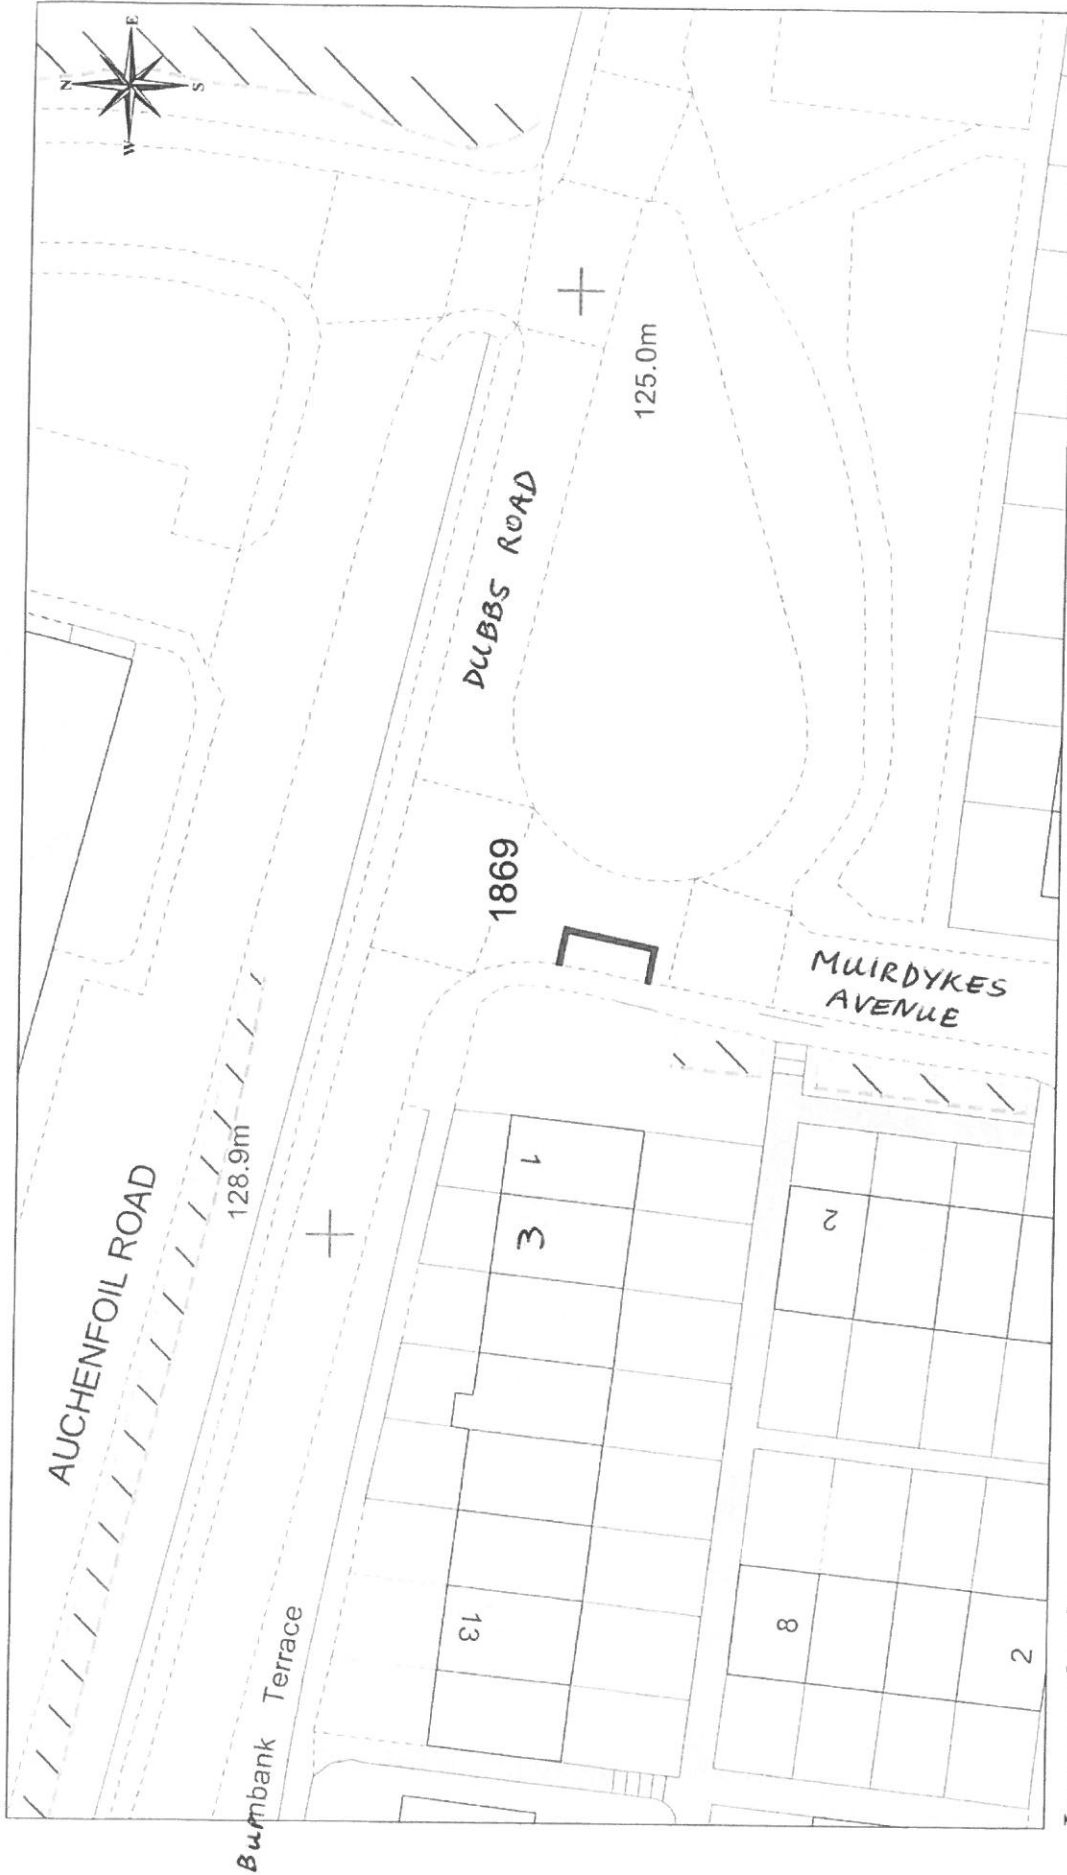 N
E
S
W
AUCHENFOIL ROAD
128.9m
Burnbank Terrace
DUBBS ROAD
125.0m
1869
MUIRDYKES
AVENUE
1
3
13
2
8
2